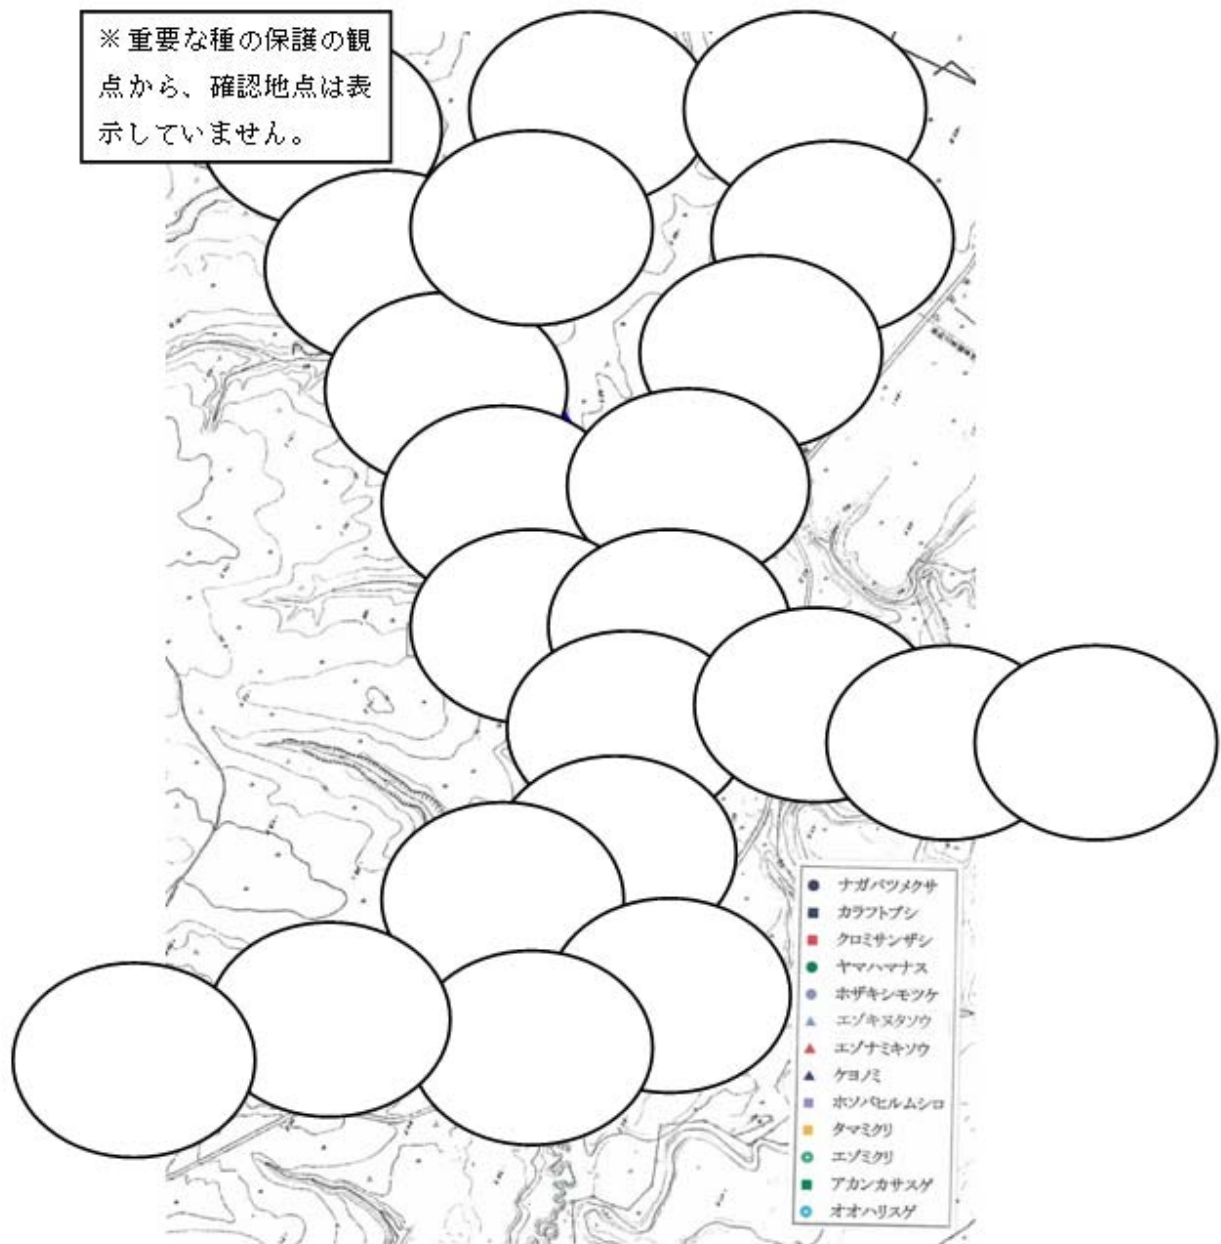 ※重要な種の保護の観
点から、確認地点は表
示していません。
ナガバツメクサ
カラフトブシ
クロミサンザシ
ヤマハマナス
ホザキシモツケ
エゾキヌタソウ
エゾナミキソウ
ケヨノミ
ホソバヒルムシロ
タマミクリ
エゾミクリ
アカンカサスゲ
オオハリスゲ